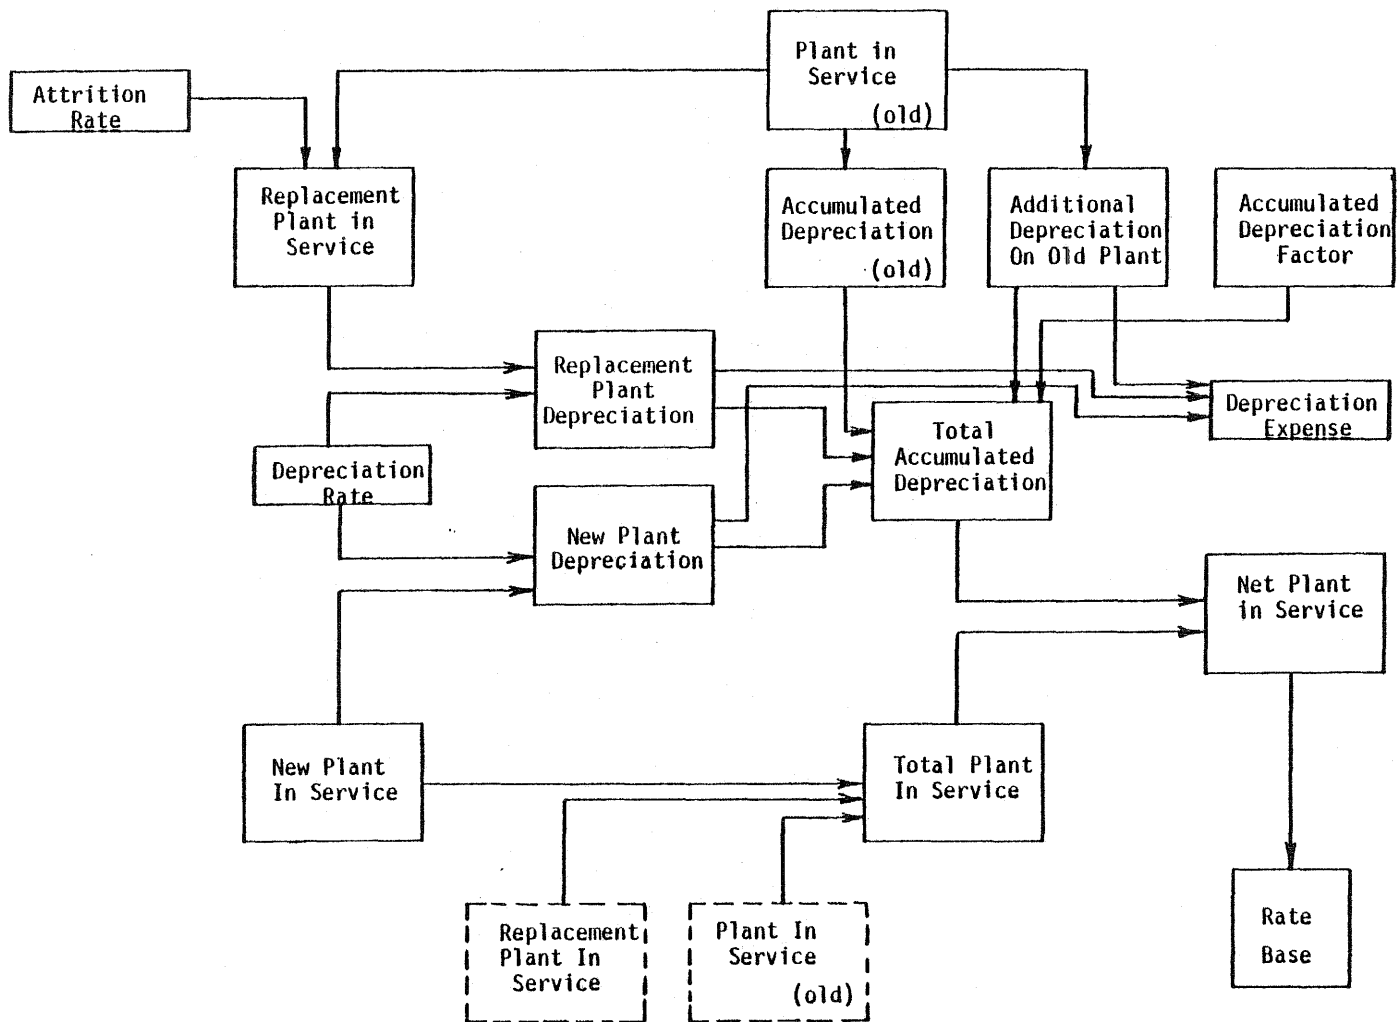 Plant in
Service
(old)
Attrition
Rate
Replacement
Plant in
Service
Accumulated
Depreciation
(old)
Additional
Depreciation
On Old Plant
Accumulated
Depreciation
Factor
Replacement
Plant
Depreciation
Depreciation
Expense
Total
Accumulated
Depreciation
Depreciation
Rate
New Plant
Depreciation
Net Plant
in Service
New Plant
In Service
Total Plant
In Service
Replacement
Plant In
Service
Plant In
Service
(old)
Rate
Base